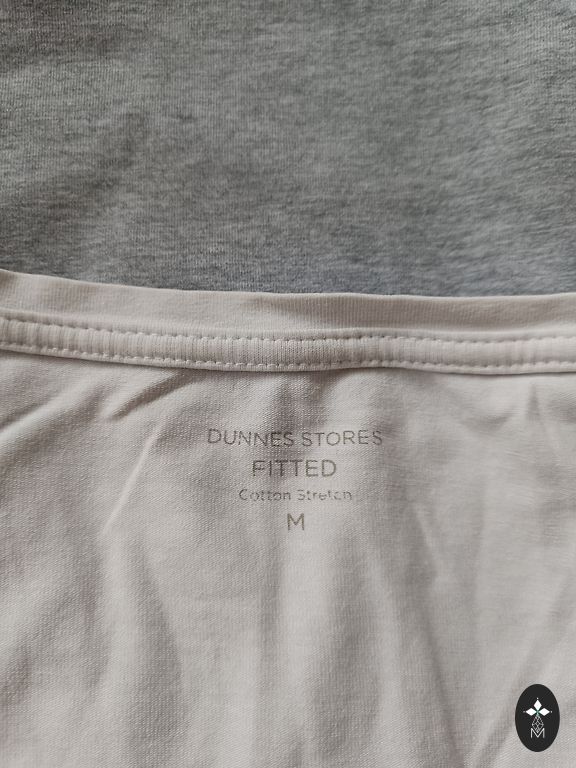 DUNNES STORES
FITTED
Cotton Stretch
M
M